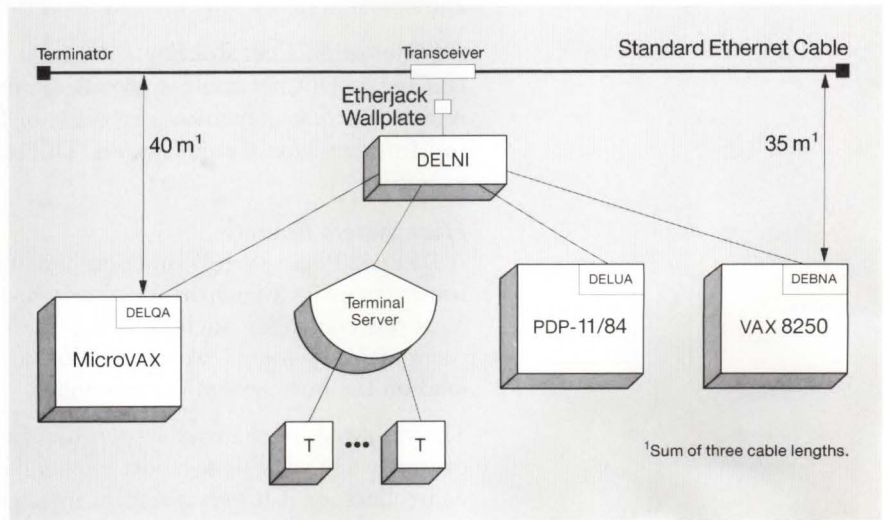 Terminator
Transceiver
Standard Ethernet Cable
Etherjack
Wallplate
40 m¹
35 m¹
DELNI
DELQA
MicroVAX
Terminal
Server
DELUA
PDP-11/84
DEBNA
VAX 8250
T ••• T
¹Sum of three cable lengths.